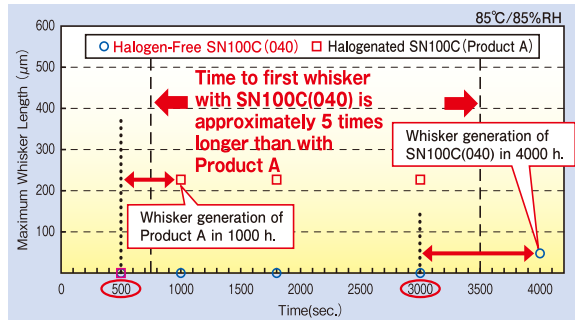 85℃/85%RH
Halogen-Free SN100C (040) Halogenated SN100C (Product A)
Maximum Whisker Length (μm)
600
500
400
300
200
100
Time to first whisker
with SN100C(040) is
approximately 5 times
longer than with
Product A
Whisker generation of
SN100C(040) in 4000 h.
Whisker generation of
Product A in 1000 h.
0 500 1000 1500 2000 2500 3000 3500 4000
Time(sec.)